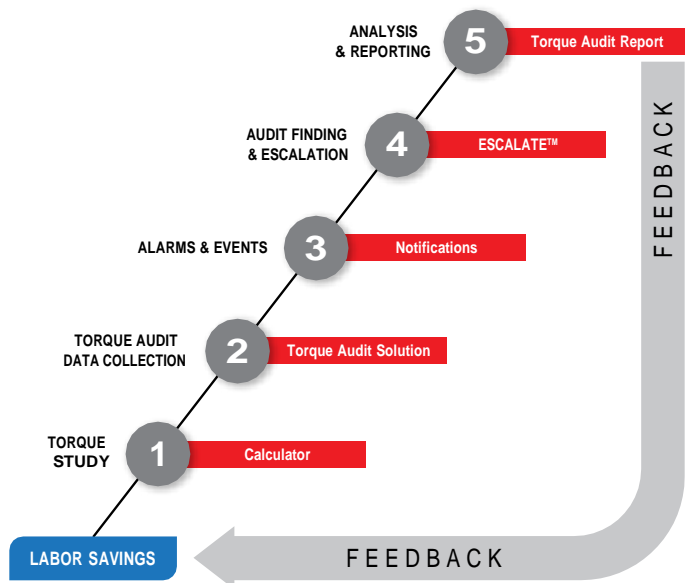 ANALYSIS
& REPORTING
5
Torque Audit Report
AUDIT FINDING
& ESCALATION
4
ESCALATE™
FEEDBACK
ALARMS & EVENTS
3
Notifications
TORQUE AUDIT
DATA COLLECTION
2
Torque Audit Solution
TORQUE
STUDY
1
Calculator
LABOR SAVINGS
FEEDBACK